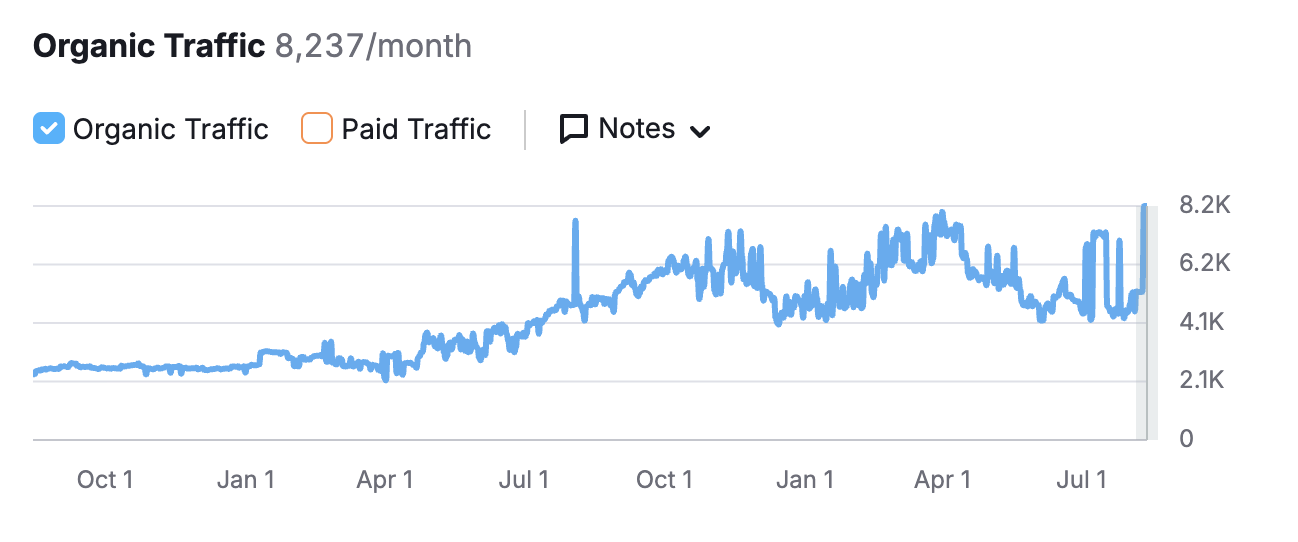 Organic Traffic 8,237/month
Organic Traffic Paid Traffic Notes
8.2K
6.2K
4.1K
2.1K
0
Oct 1 Jan 1 Apr 1 Jul 1 Oct 1 Jan 1 Apr 1 Jul 1